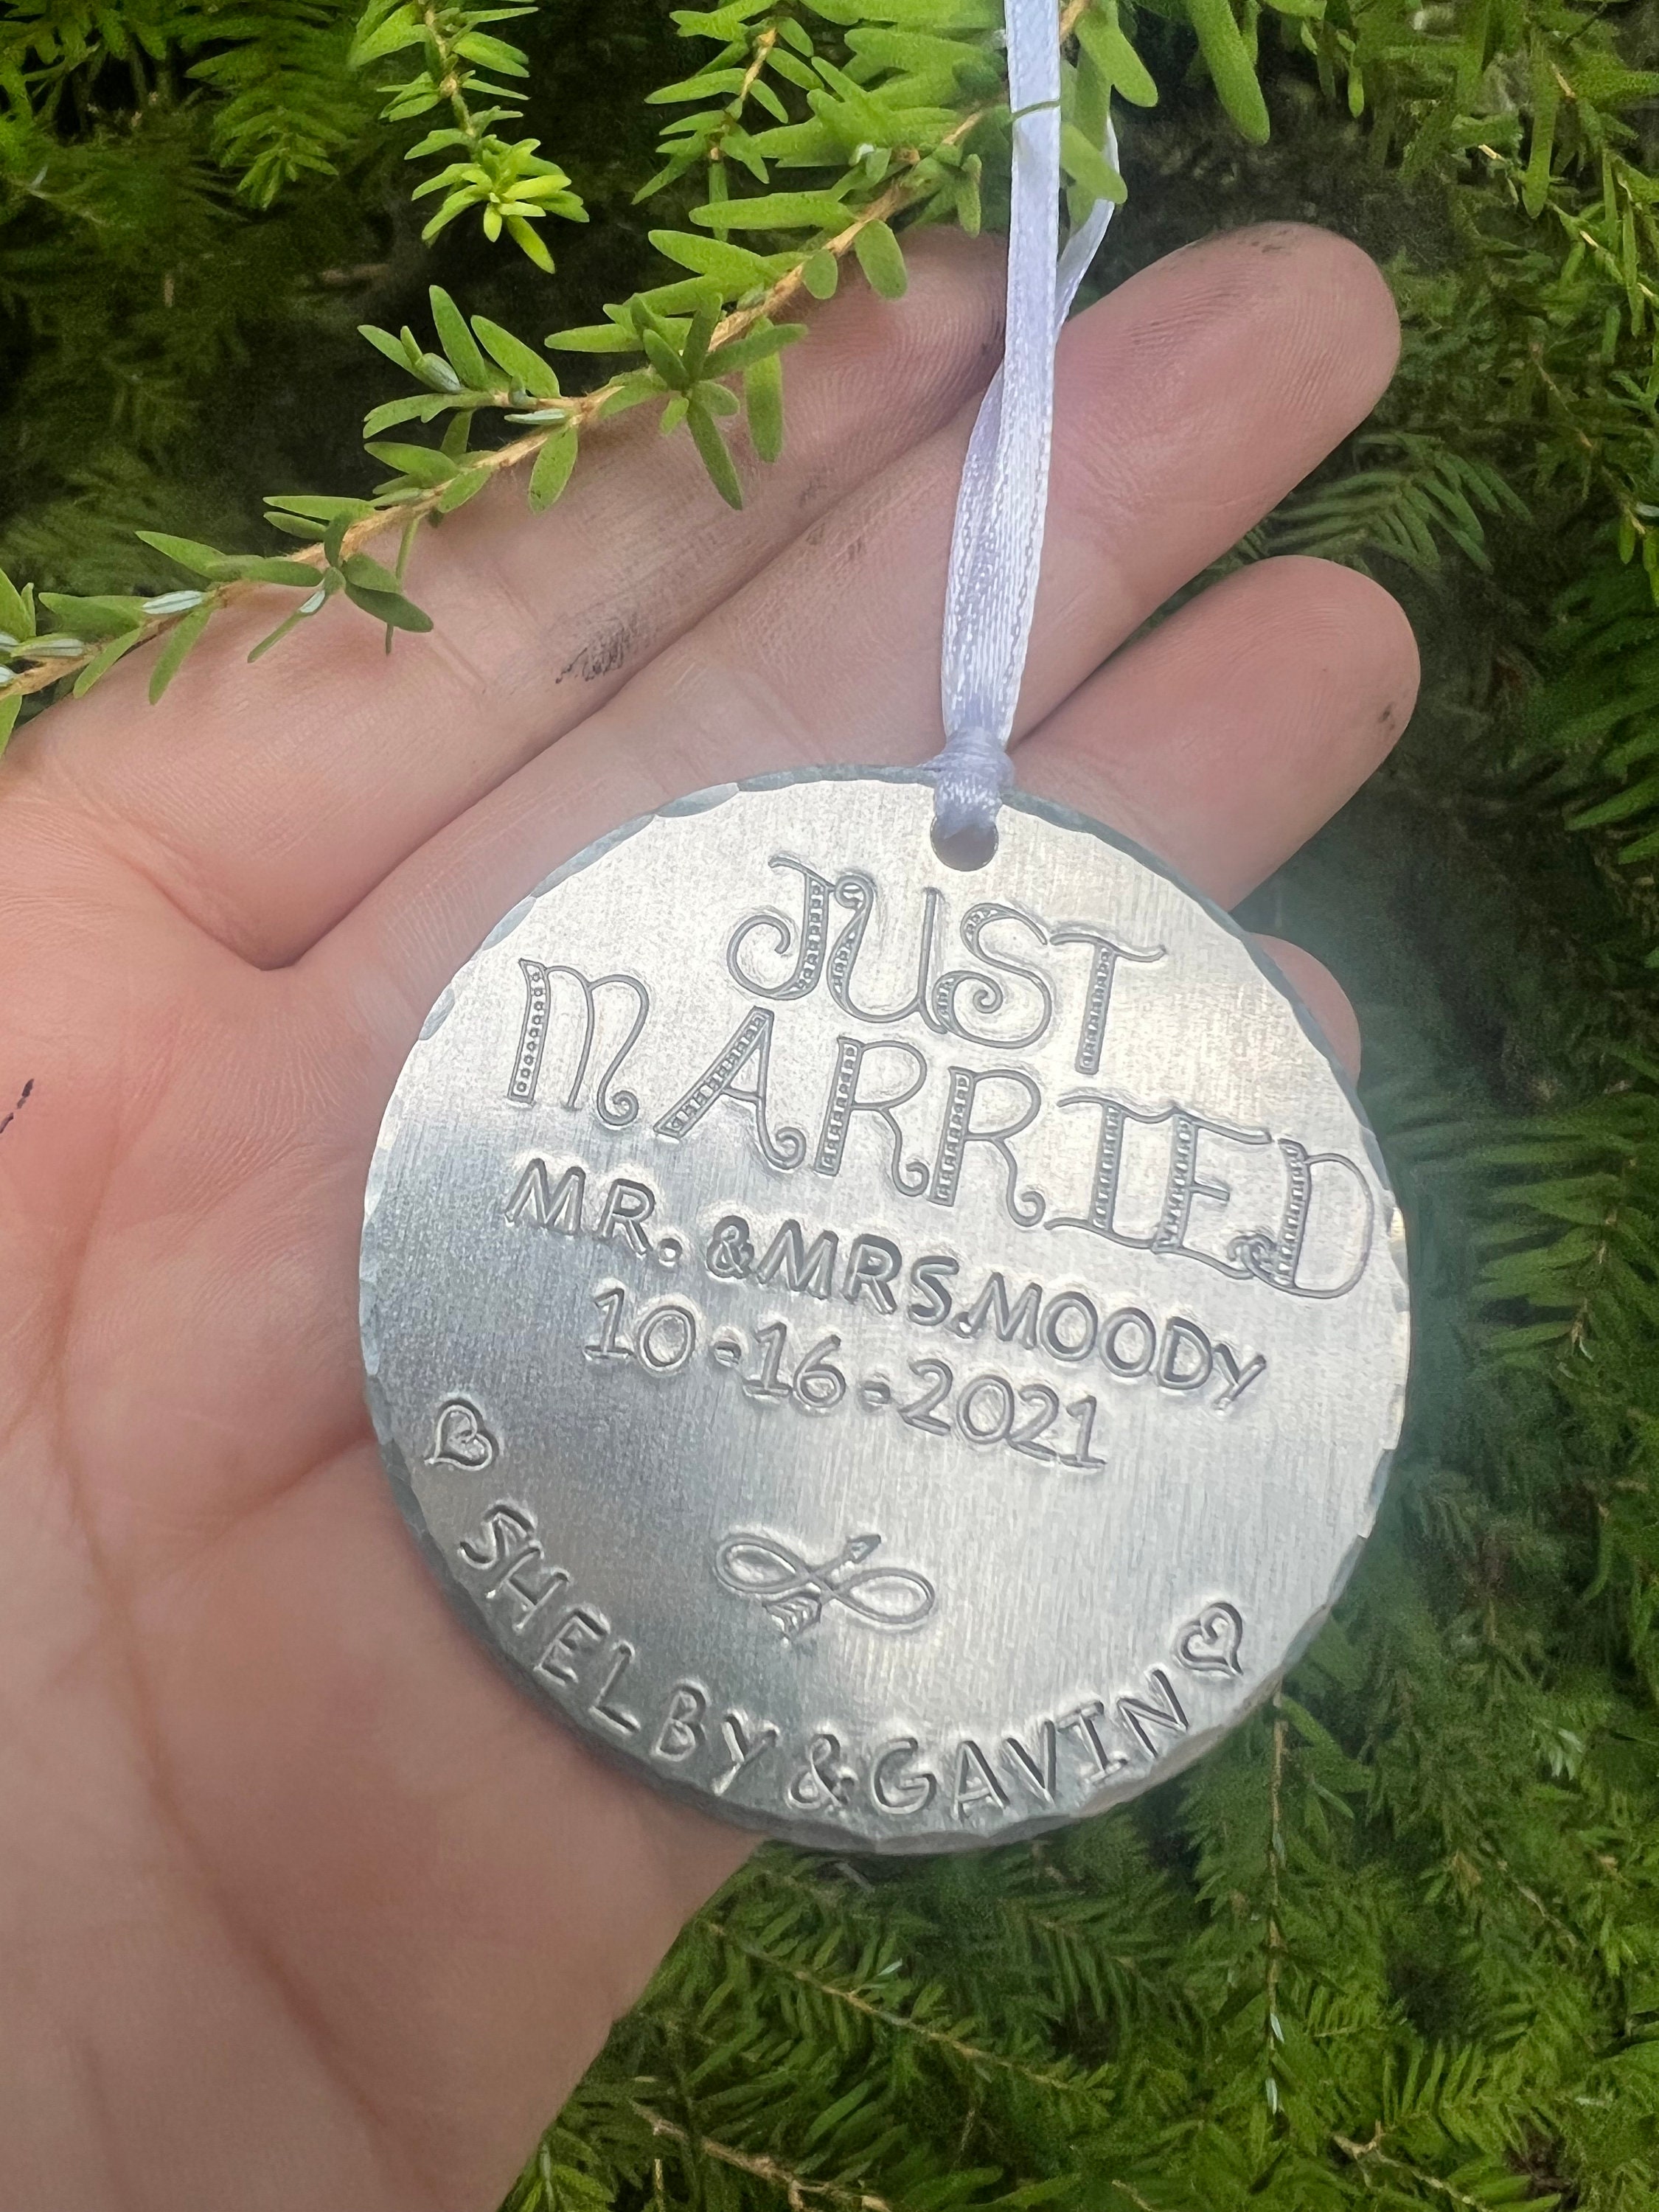 JUST
MARRIED
MR. & MRS. MOODY
10-16-2021
SHELBY & GAVIN